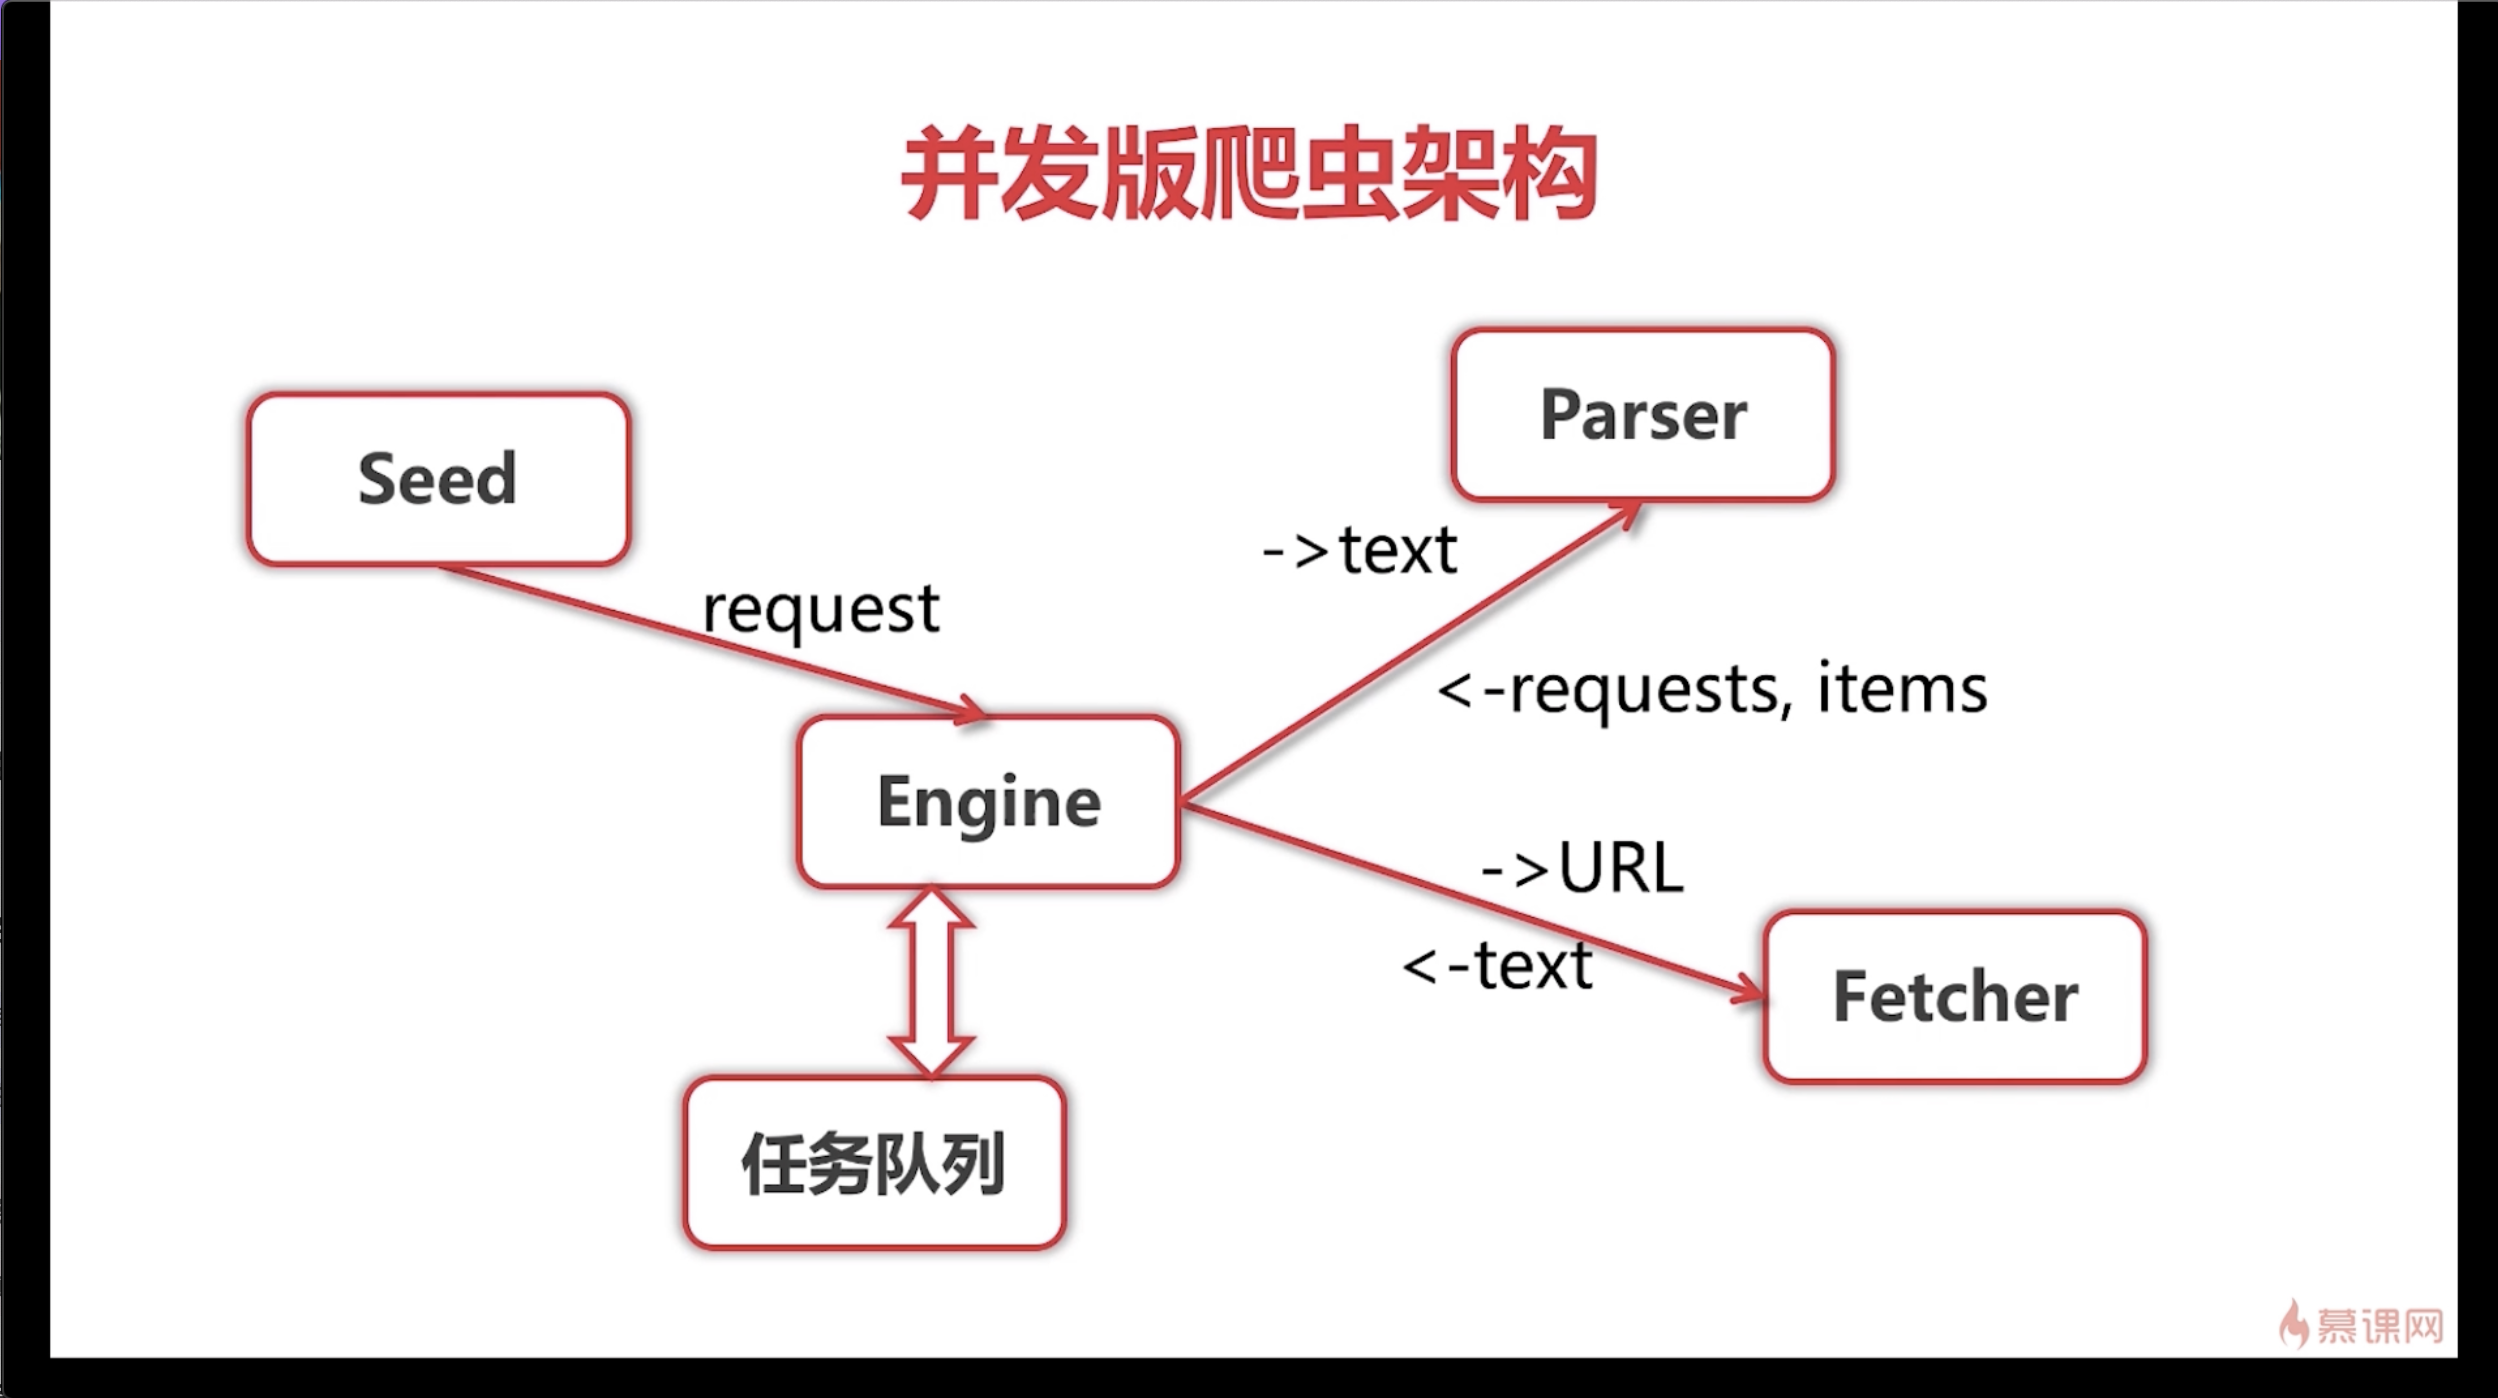 并发版爬虫架构
Seed
Parser
->text
request
<-requests, items
Engine
->URL
<-text
Fetcher
任务队列
慕课网